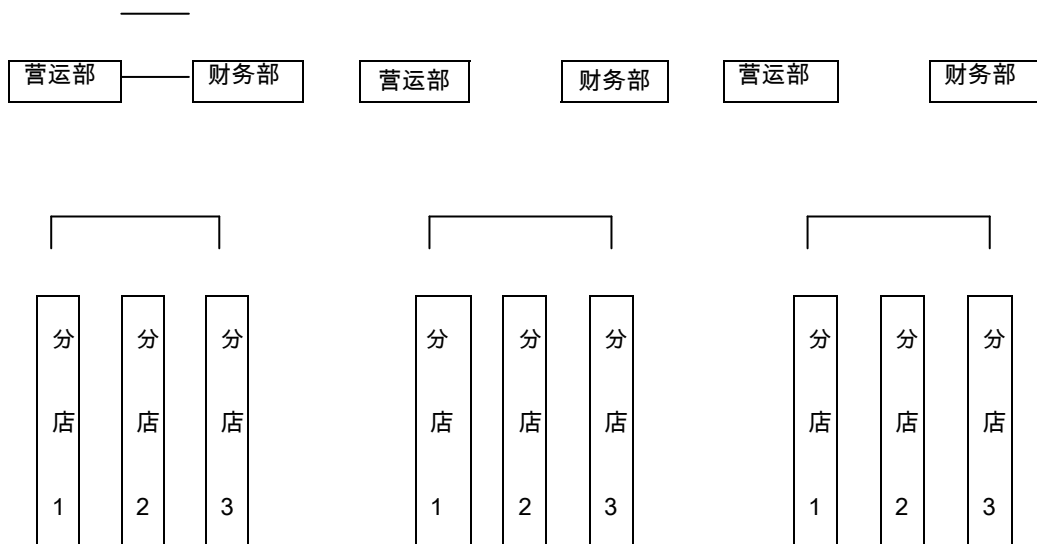 营运部 财务部 营运部 财务部 营运部 财务部
分 分 分 分 分 分 分 分 分
店 店 店 店 店 店 店 店 店
1 2 3 1 2 3 1 2 3